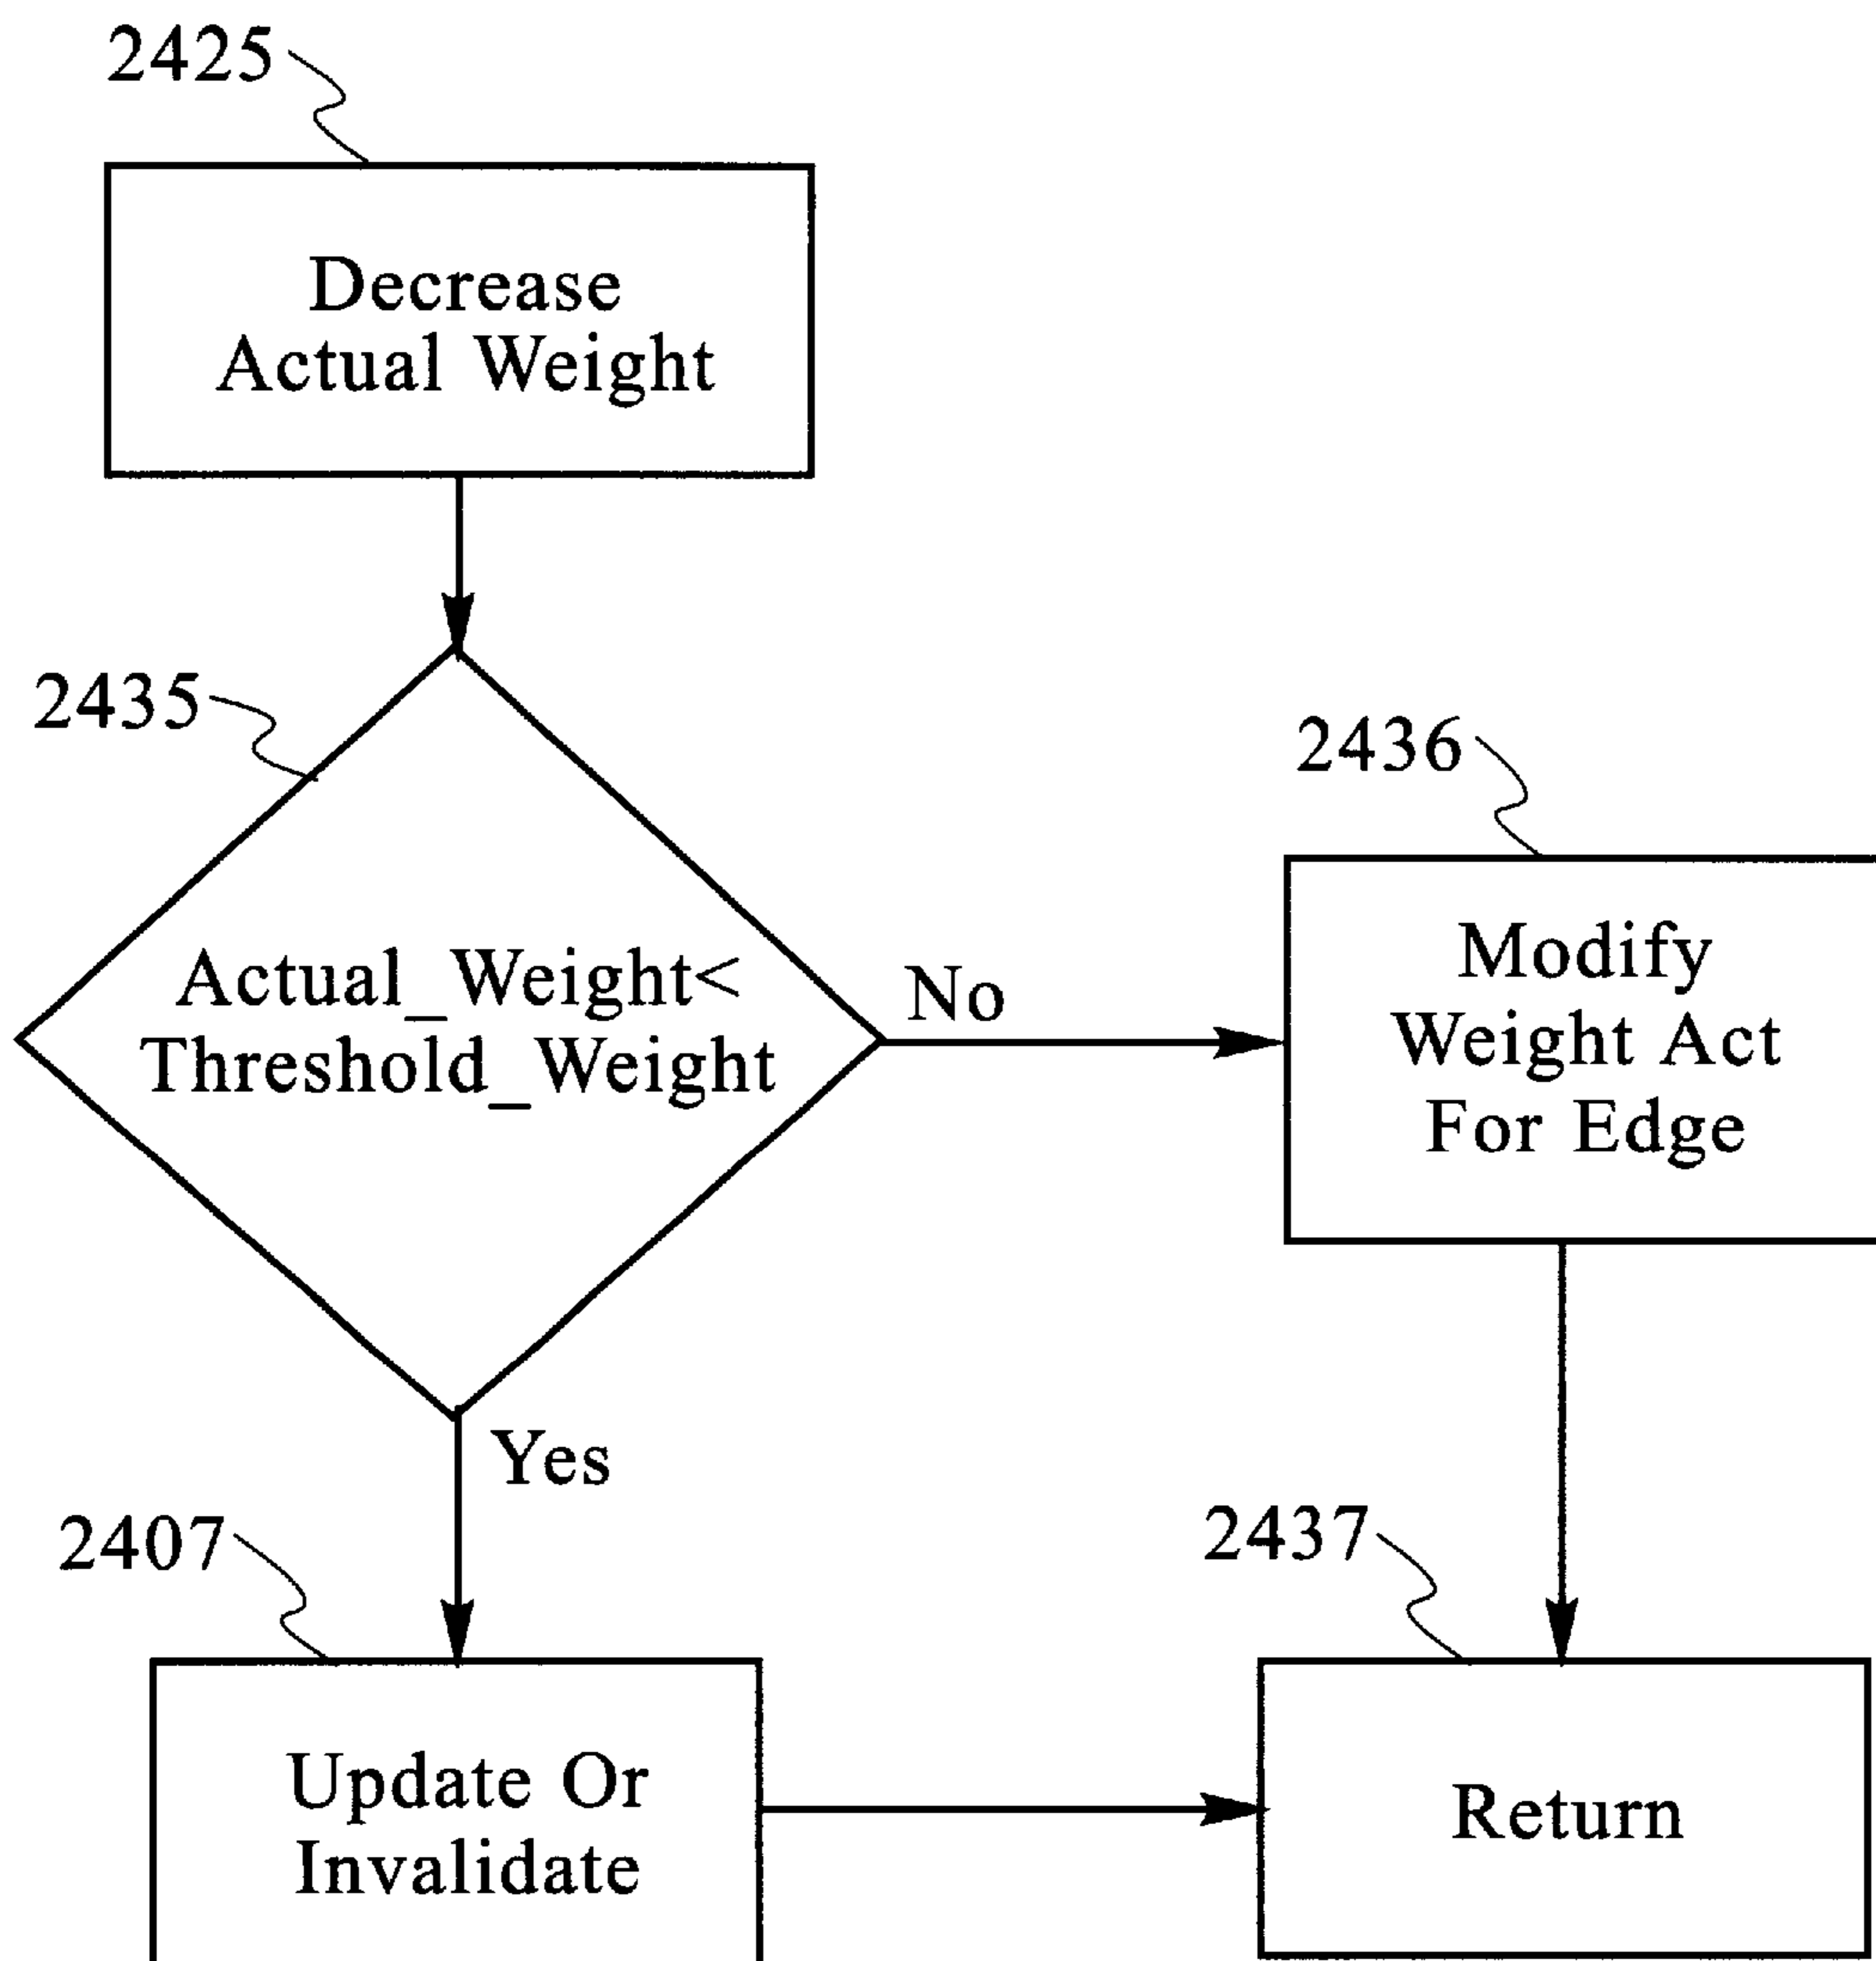 2425
Decrease
Actual Weight
2435
Actual_Weight<
Threshold_Weight
No
2436
Modify
Weight Act
For Edge
Yes
2407
Update Or
Invalidate
2437
Return